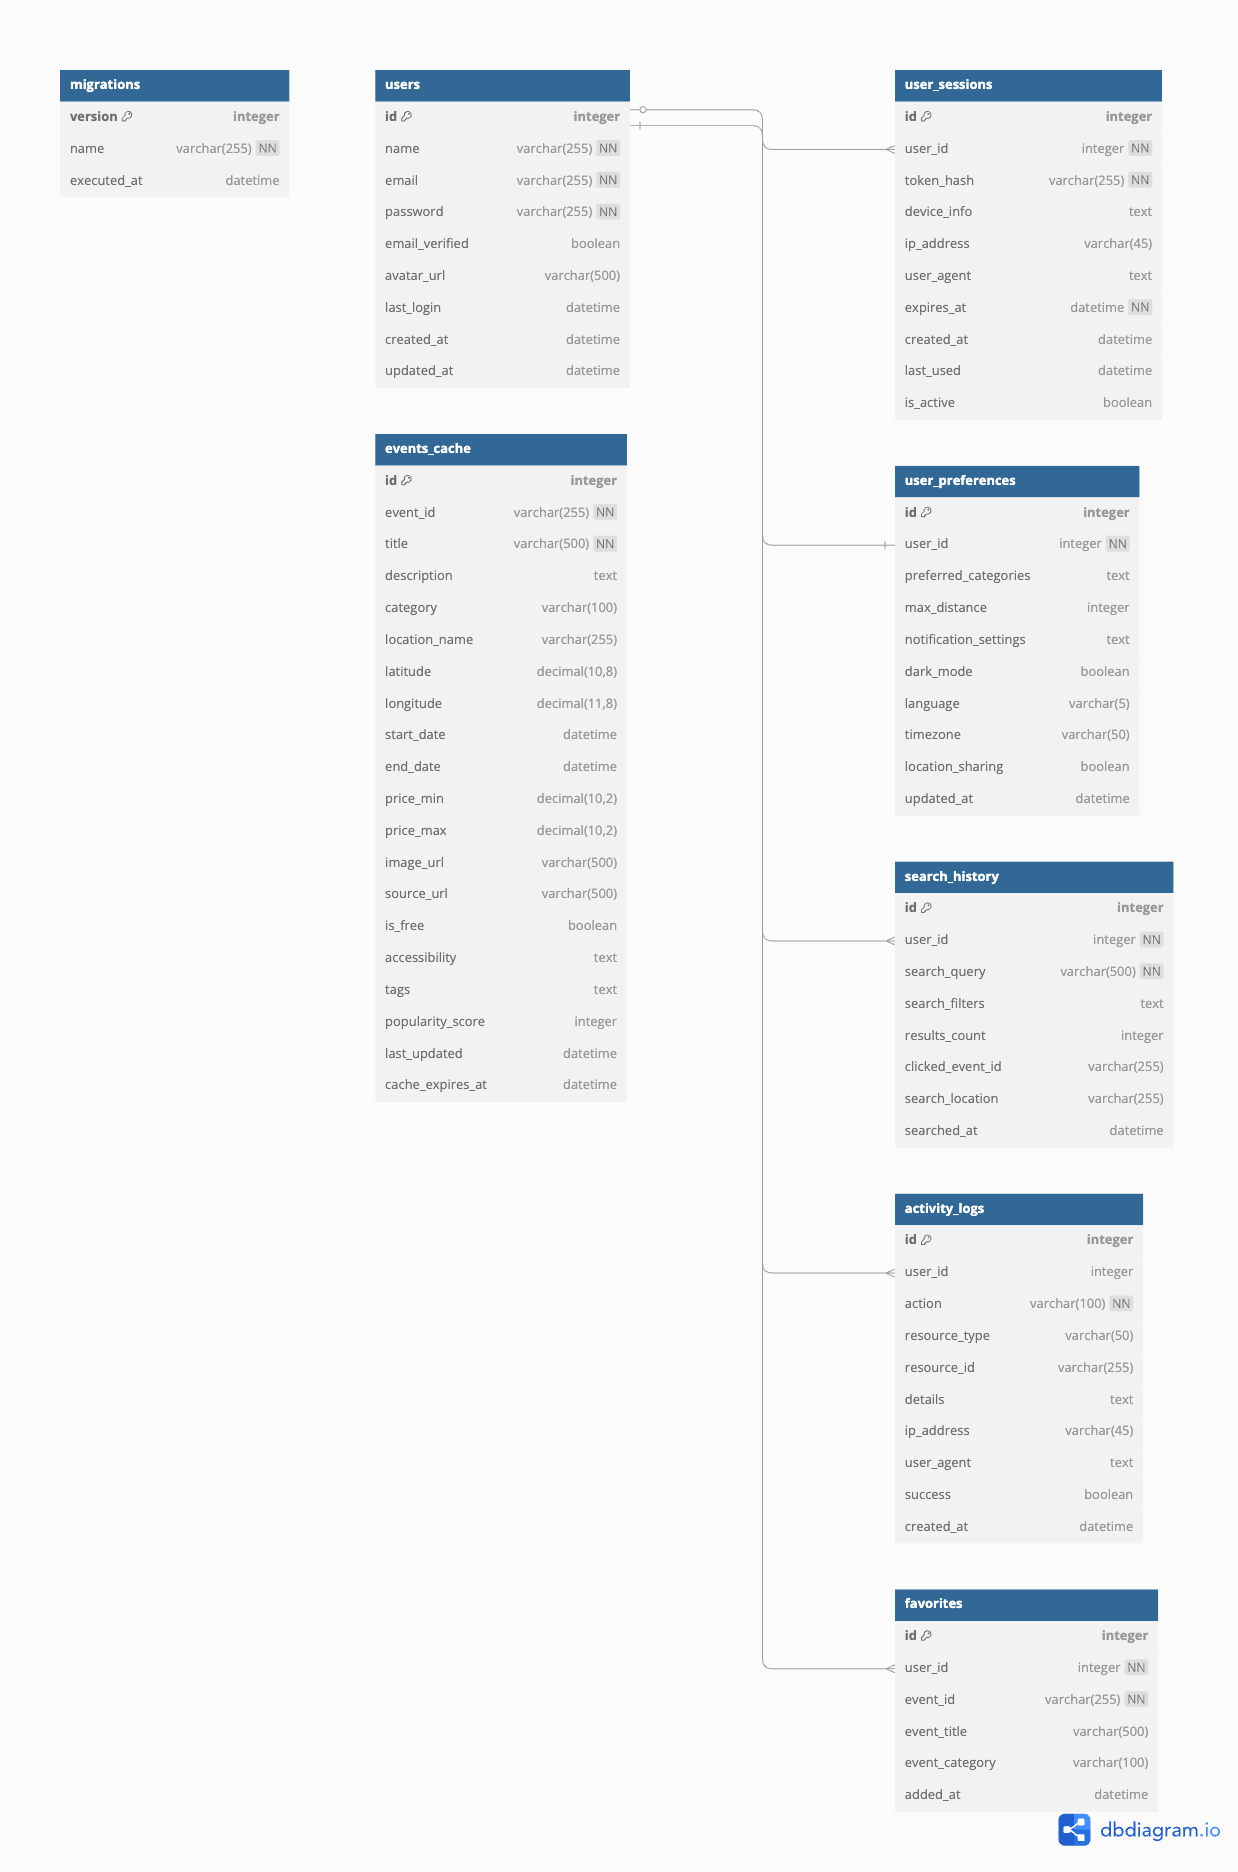 migrations
version integer
name varchar(255) NN
executed_at datetime
users
id integer
name varchar(255) NN
email varchar(255) NN
password varchar(255) NN
email_verified boolean
avatar_url varchar(500)
last_login datetime
created_at datetime
updated_at datetime
events_cache
id integer
event_id varchar(255) NN
title varchar(500) NN
description text
category varchar(100)
location_name varchar(255)
latitude decimal(10,8)
longitude decimal(11,8)
start_date datetime
end_date datetime
price_min decimal(10,2)
price_max decimal(10,2)
image_url varchar(500)
source_url varchar(500)
is_free boolean
accessibility text
tags text
popularity_score integer
last_updated datetime
cache_expires_at datetime
user_sessions
id integer
user_id integer NN
token_hash varchar(255) NN
device_info text
ip_address varchar(45)
user_agent text
expires_at datetime NN
created_at datetime
last_used datetime
is_active boolean
user_preferences
id integer
user_id integer NN
preferred_categories text
max_distance integer
notification_settings text
dark_mode boolean
language varchar(5)
timezone varchar(50)
location_sharing boolean
updated_at datetime
search_history
id integer
user_id integer NN
search_query varchar(500) NN
search_filters text
results_count integer
clicked_event_id varchar(255)
search_location varchar(255)
searched_at datetime
activity_logs
id integer
user_id integer
action varchar(100) NN
resource_type varchar(50)
resource_id varchar(255)
details text
ip_address varchar(45)
user_agent text
success boolean
created_at datetime
favorites
id integer
user_id integer NN
event_id varchar(255) NN
event_title varchar(500)
event_category varchar(100)
added_at datetime
dbdiagram.io